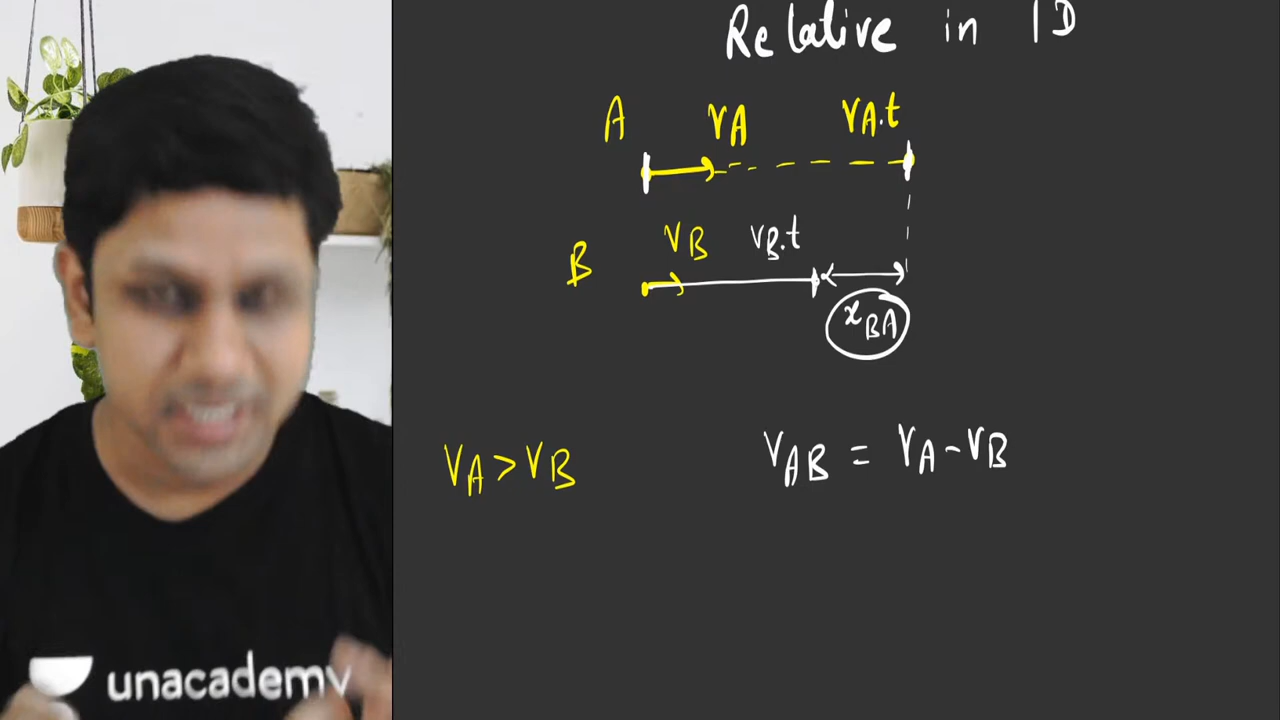 Relative in 1D
A vA vA.t
B vB vB.t
xBA
vA > vB vAB = vA - vB
unacademy